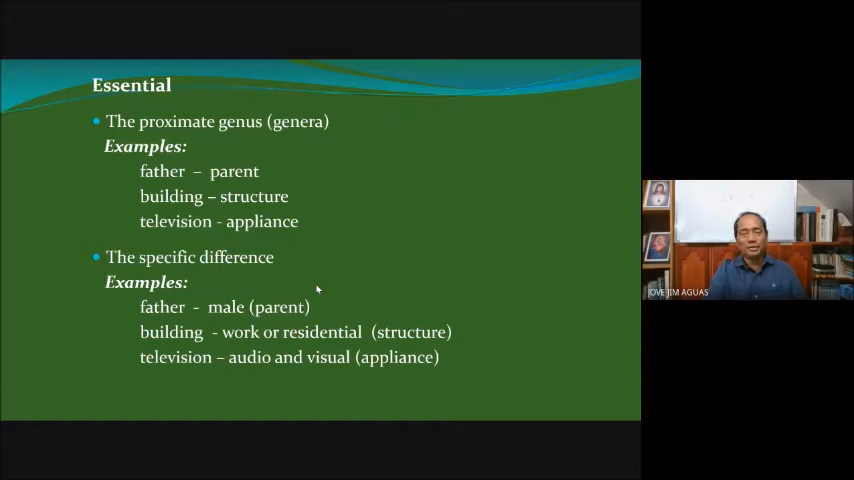 Essential
• The proximate genus (genera)
Examples:
father – parent
building – structure
television - appliance
• The specific difference
Examples:
father - male (parent)
building - work or residential (structure)
television – audio and visual (appliance)
JOVE JIM AGUAS